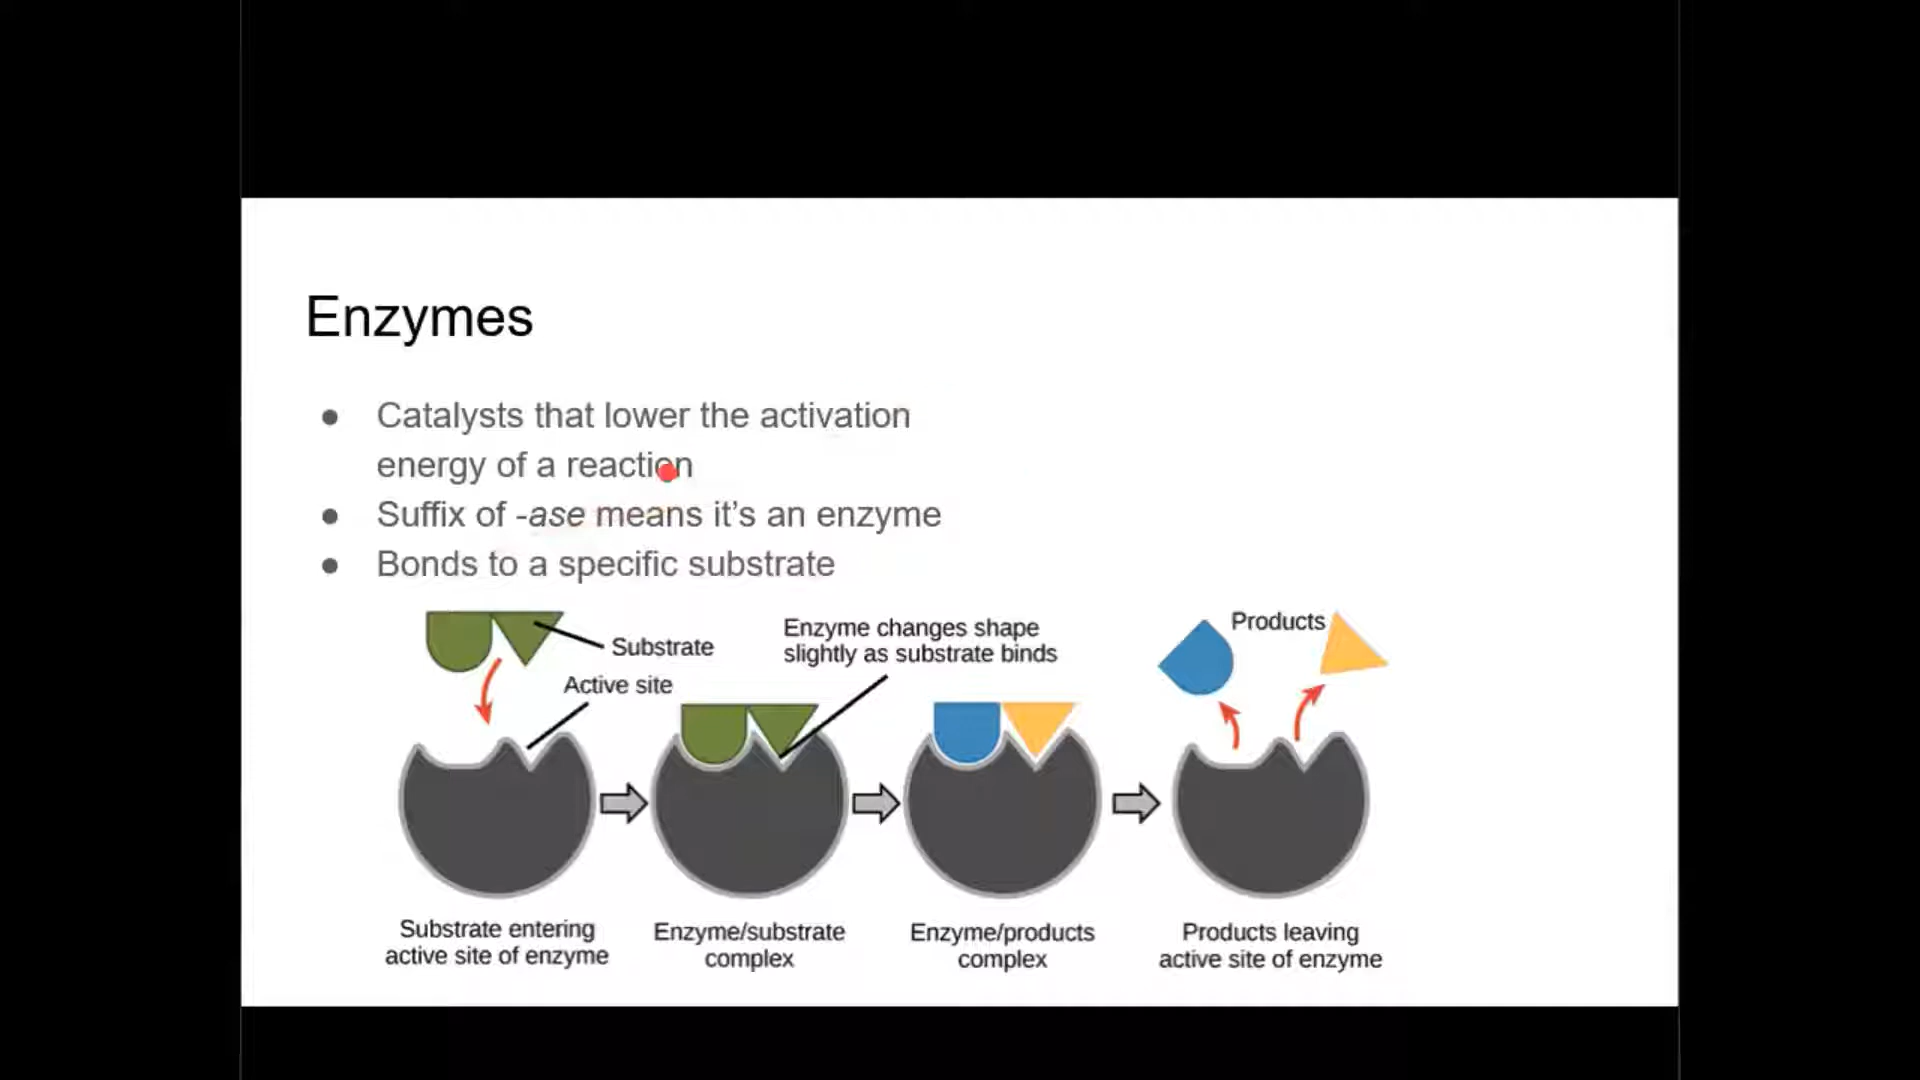 Enzymes
● Catalysts that lower the activation
energy of a reaction
● Suffix of -ase means it’s an enzyme
● Bonds to a specific substrate
Substrate
Active site
Enzyme changes shape
slightly as substrate binds
Products
Substrate entering
active site of enzyme
Enzyme/substrate
complex
Enzyme/products
complex
Products leaving
active site of enzyme